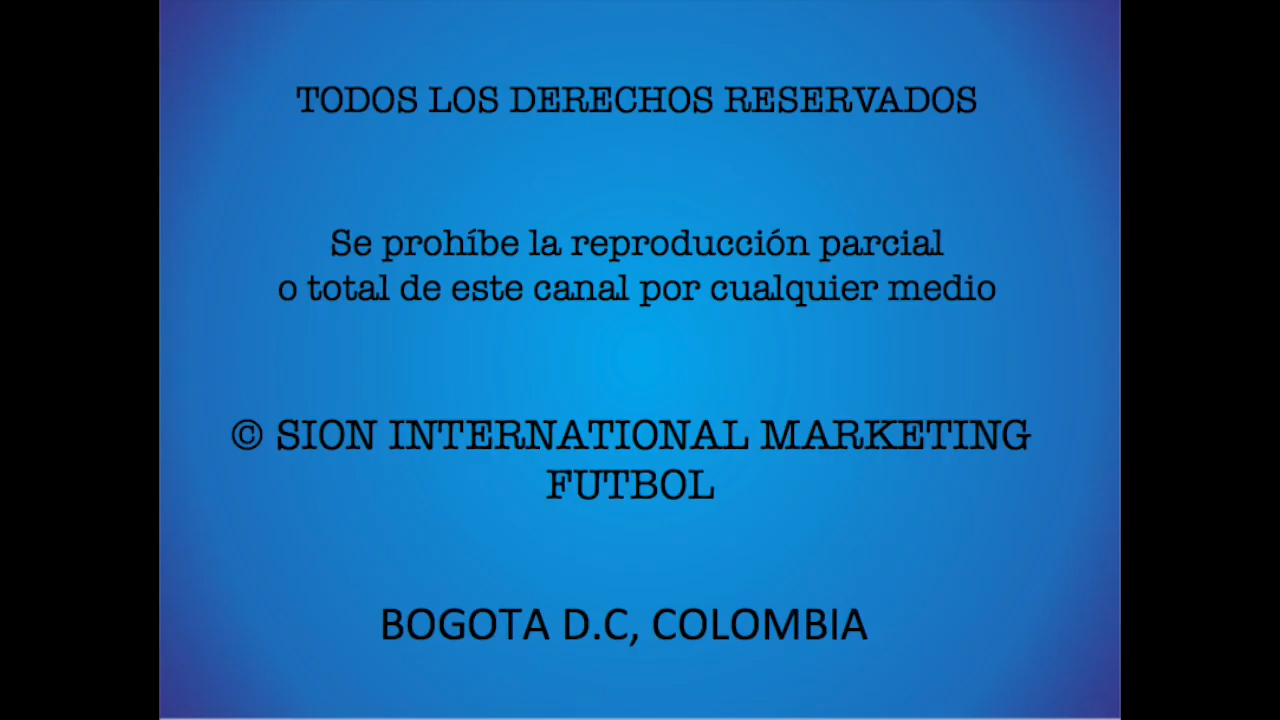 TODOS LOS DERECHOS RESERVADOS
Se prohíbe la reproducción parcial
o total de este canal por cualquier medio
© SION INTERNATIONAL MARKETING
FUTBOL
BOGOTA D.C, COLOMBIA